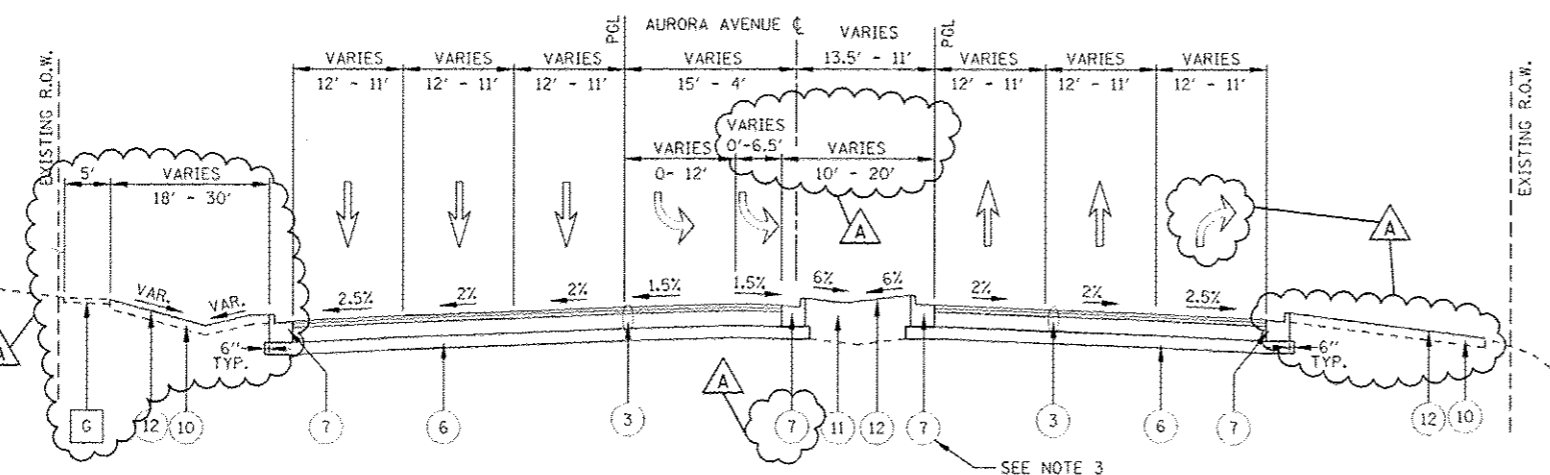 PGL AURORA AVENUE ℄ VARIES PGL
VARIES VARIES VARIES VARIES 13.5' - 11' VARIES VARIES VARIES
12' - 11' 12' - 11' 12' - 11' 15' - 4' 12' - 11' 12' - 11' 12' - 11'
EXISTING R.O.W. EXISTING R.O.W.
VARIES
5' VARIES VARIES 0'-6.5' VARIES
18' - 30' 0- 12' 10' - 20'
A A
VAR. VAR. 2.5% 2% 2% 1.5% 1.5% 6% 6% 2% 2% 2.5%
A 6" 6"
TYP. TYP.
A
G 12 10 7 6 3 7 11 12 7 3 6 7 12 10
SEE NOTE 3